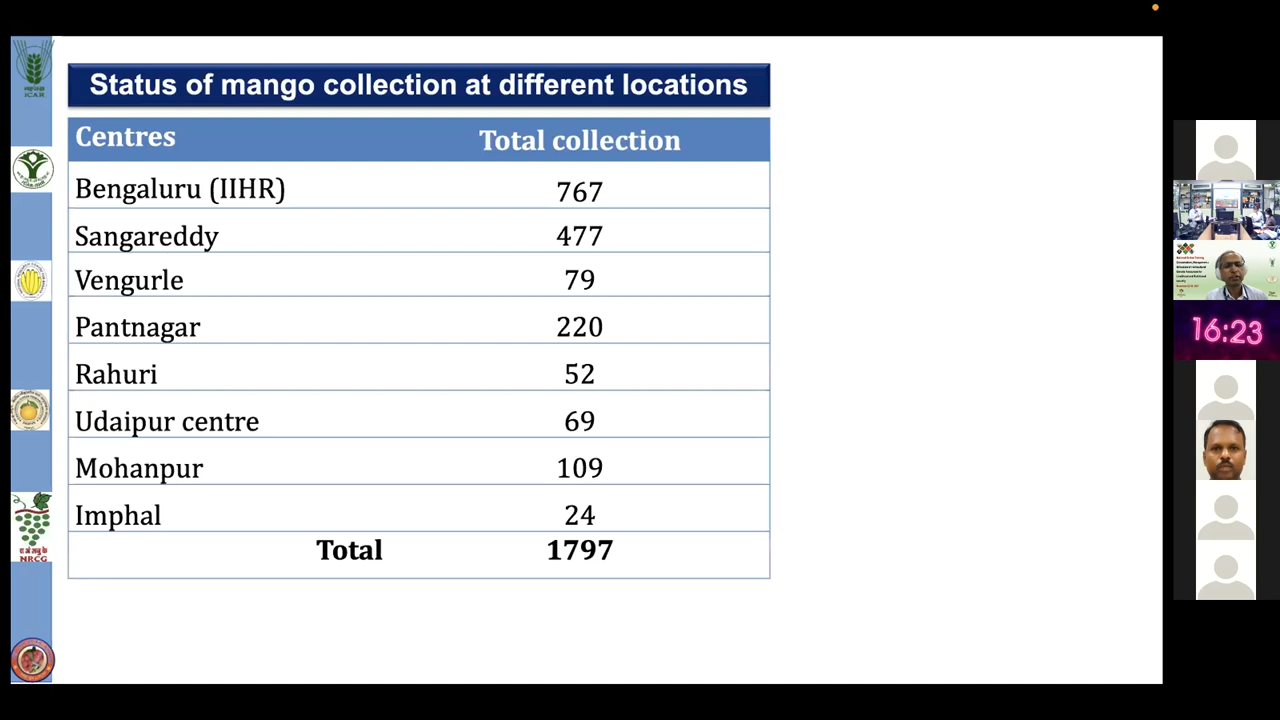 Status of mango collection at different locations
Centres Total collection
Bengaluru (IIHR) 767
Sangareddy 477
Vengurle 79
Pantnagar 220
Rahuri 52
Udaipur centre 69
Mohanpur 109
Imphal 24
Total 1797
ICAR
NRCG
16:23